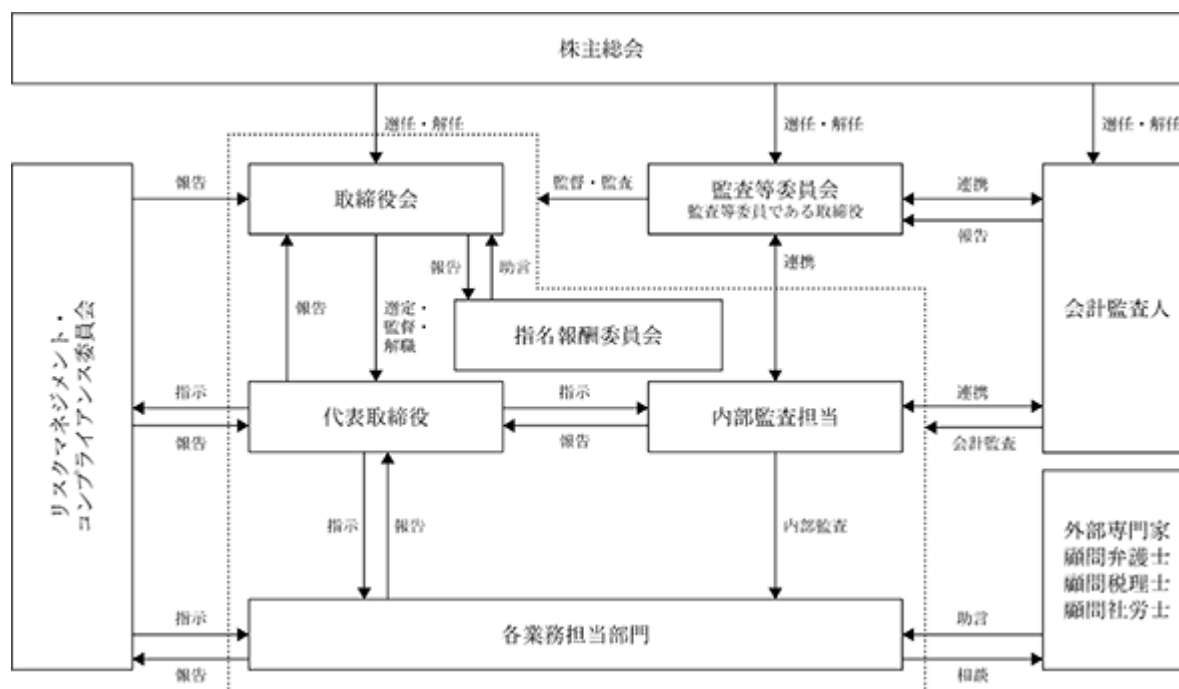 株主総会
選任・解任
選任・解任
選任・解任
リスクマネジメント・
コンプライアンス委員会
報告
取締役会
監督・監査
監査等委員会
監査等委員である取締役
連携
報告
会計監査人
報告
選定・
監督・
解職
報告
助言
連携
指名報酬委員会
指示
報告
代表取締役
指示
報告
内部監査担当
連携
会計監査
指示
報告
内部監査
外部専門家
顧問弁護士
顧問税理士
顧問社労士
指示
報告
各業務担当部門
助言
相談